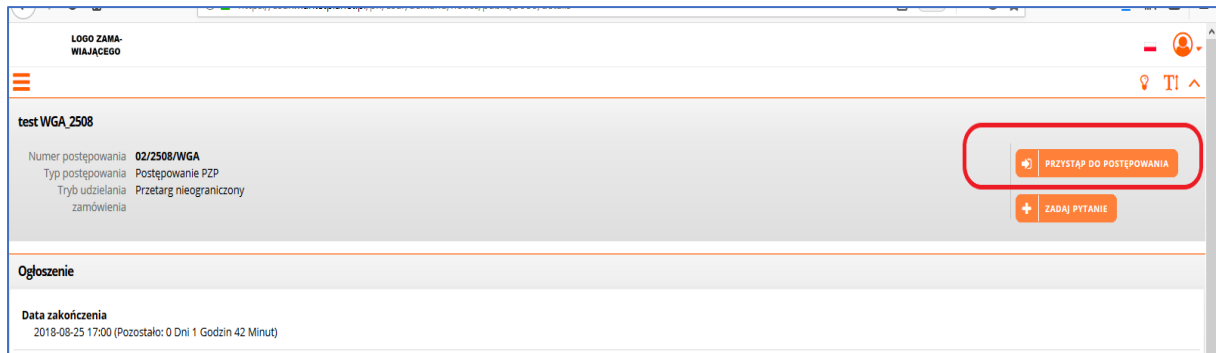 LOGO ZAMA-
WIAJĄCEGO
test WGA_2508
Numer postępowania 02/2508/WGA
Typ postępowania Postępowanie PZP
Tryb udzielania Przetarg nieograniczony
zamówienia
PRZYSTĄP DO POSTĘPOWANIA
ZADAJ PYTANIE
Ogłoszenie
Data zakończenia
2018-08-25 17:00 (Pozostało: 0 Dni 1 Godzin 42 Minut)